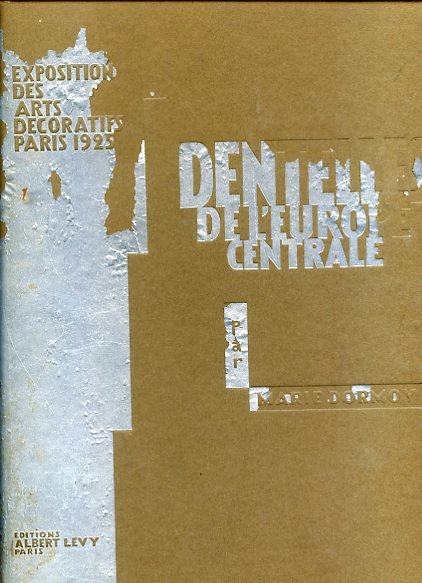 EXPOSITION
DES
ARTS
DECORATIFS
PARIS 1925
DENTELLES
DE L'EUROPE
CENTRALE
par
MARIE DORMOY
EDITIONS
ALBERT LEVY
PARIS